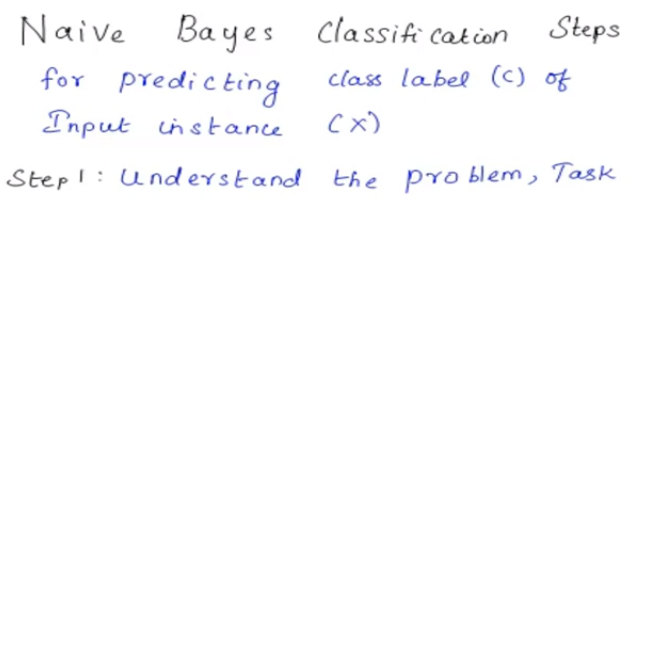 Naive Bayes Classification Steps
for predicting class label (C) of
Input instance (X)
Step 1: Understand the problem, Task